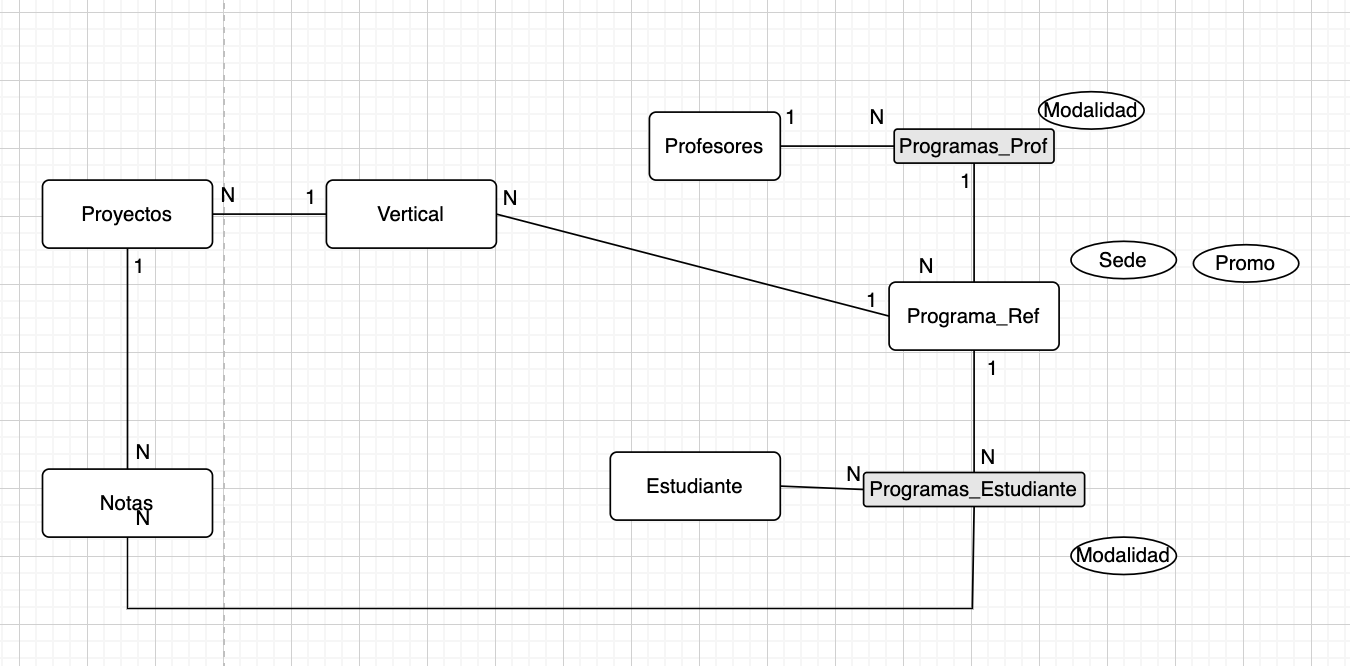 Modalidad
1
N
Profesores
Programas_Prof
1
N
1
N
Proyectos
Vertical
1
N
Sede
Promo
1
Programa_Ref
1
N
N
N
Estudiante
Programas_Estudiante
Notas
N
Modalidad